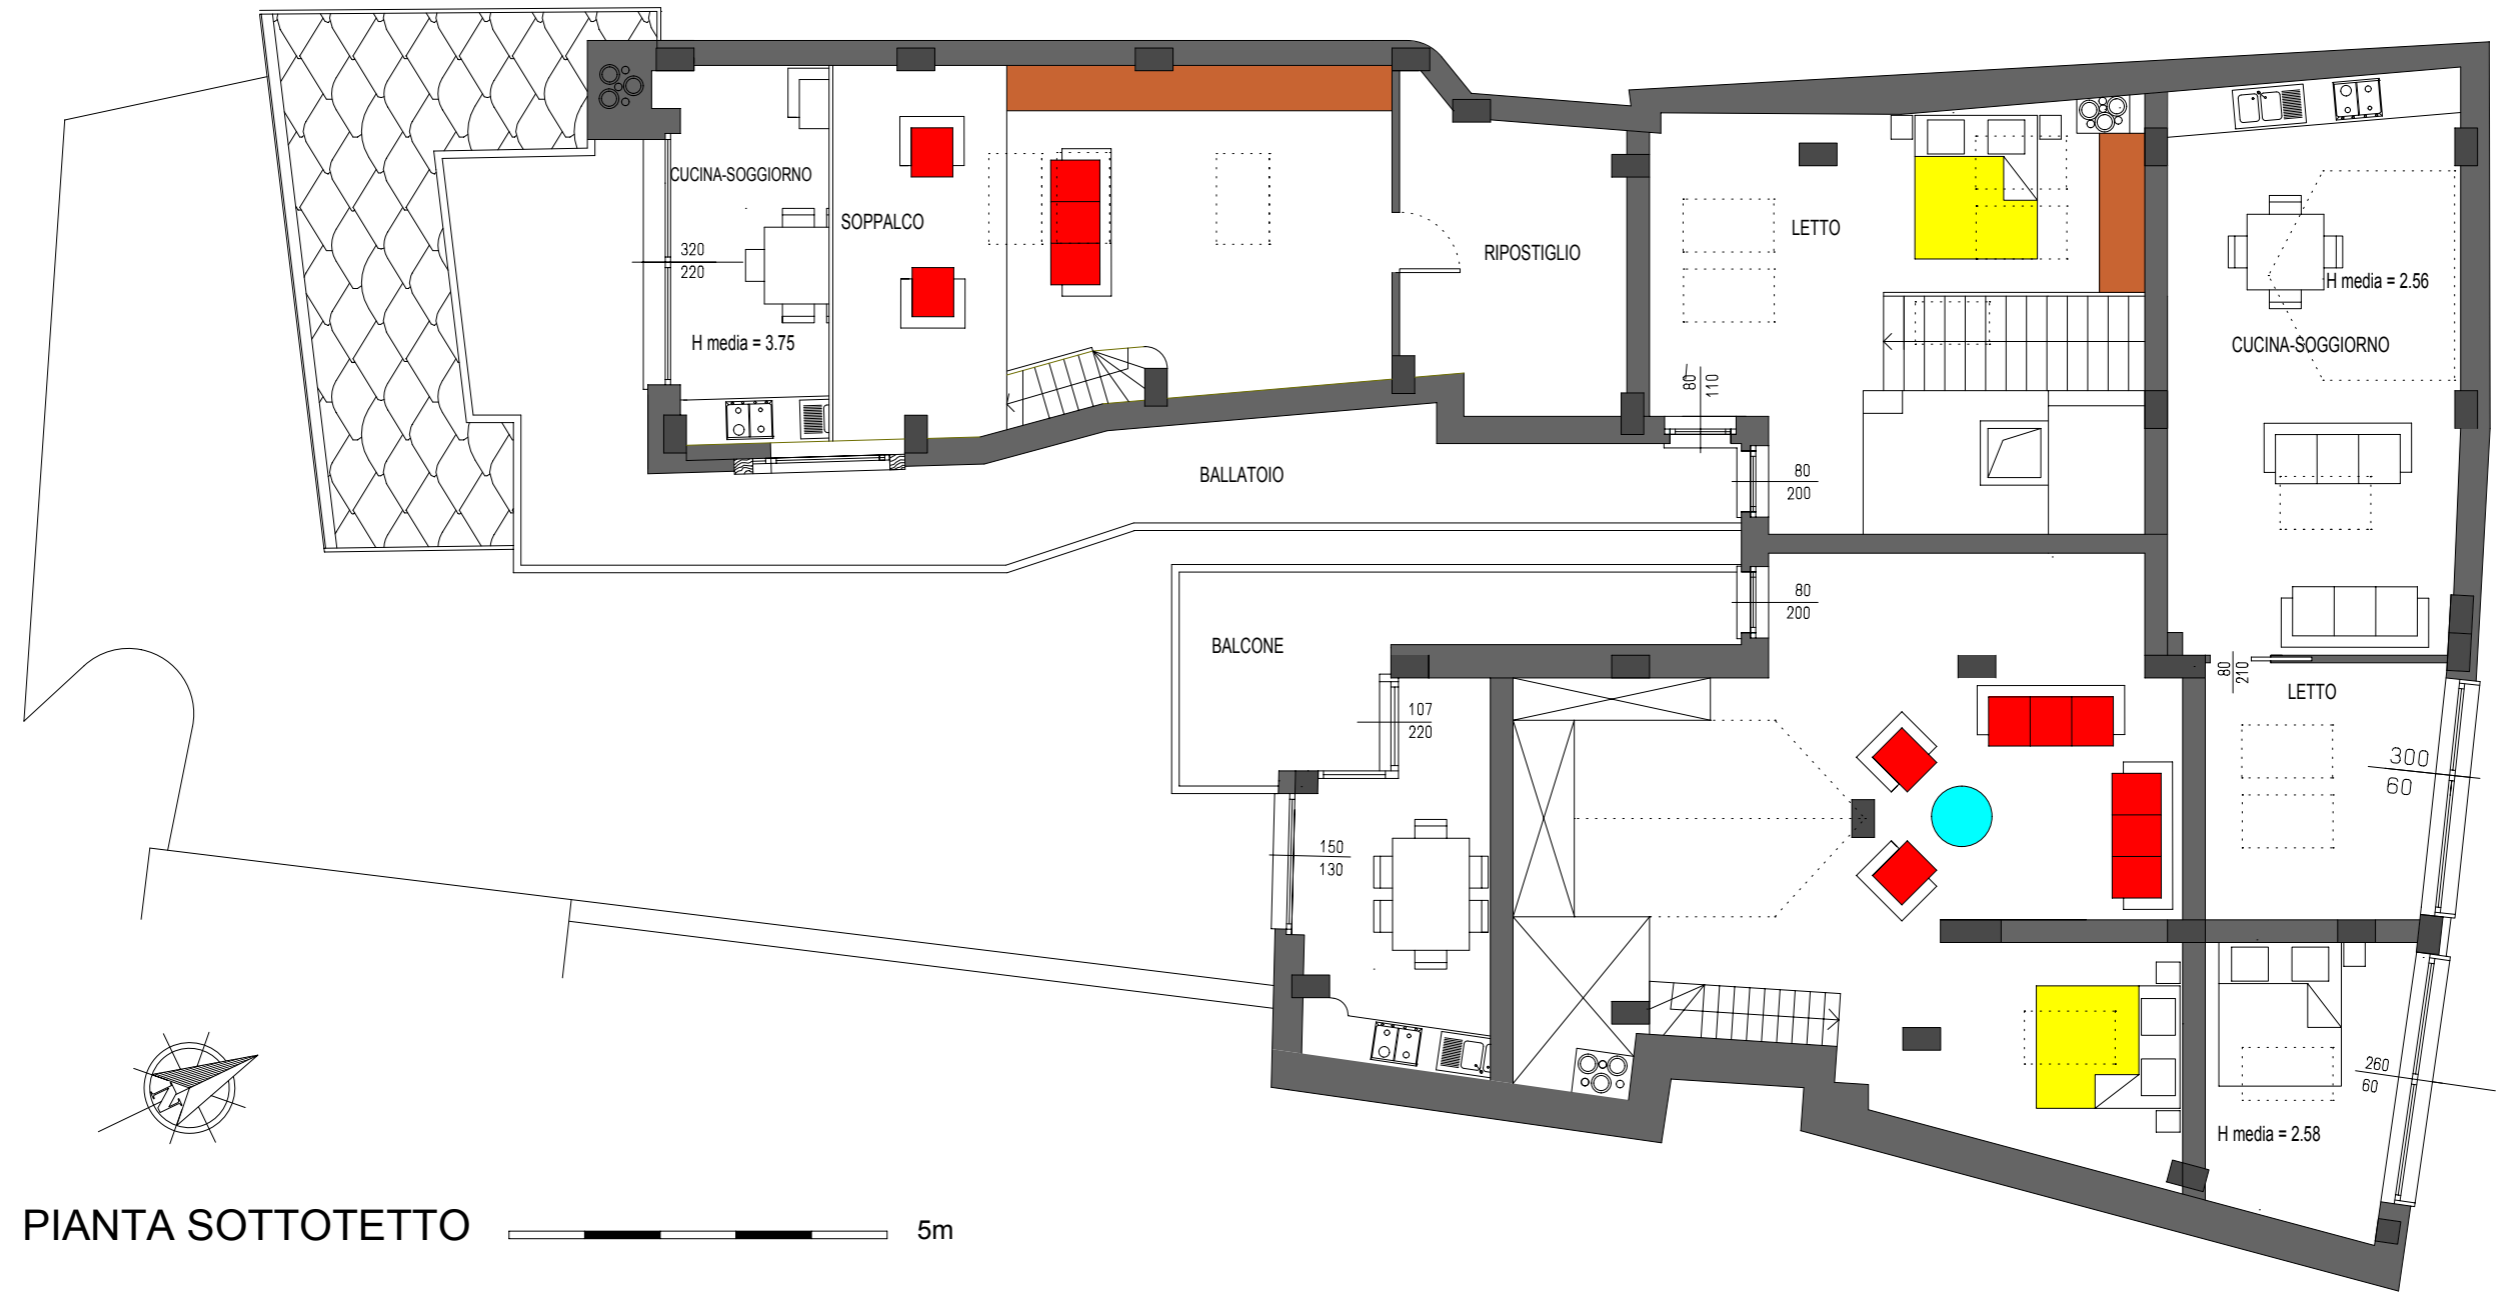 CUCINA-SOGGIORNO
SOPPALCO
320
220
H media = 3.75
RIPOSTIGLIO
LETTO
H media = 2.56
CUCINA-SOGGIORNO
80
110
BALLATOIO
80
200
80
200
BALCONE
107
220
80
210
LETTO
300
60
150
130
260
60
H media = 2.58
N
PIANTA SOTTOTETTO
5m